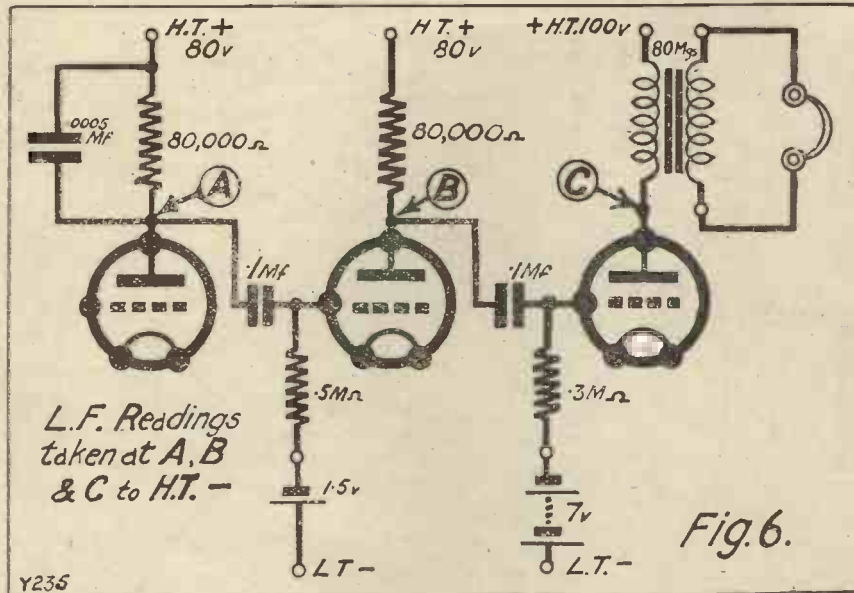 H.T.+
80v
.0005
Mf
80,000Ω
A
H T. +
80v
80,000Ω
B
+ H.T.100v
80Mgs
C
.1Mf
.5MΩ
1.5v
LT -
.1Mf
.3MΩ
7v
L.T. -
L.F. Readings
taken at A, B
& C to H.T. -
Fig.6.
Y235